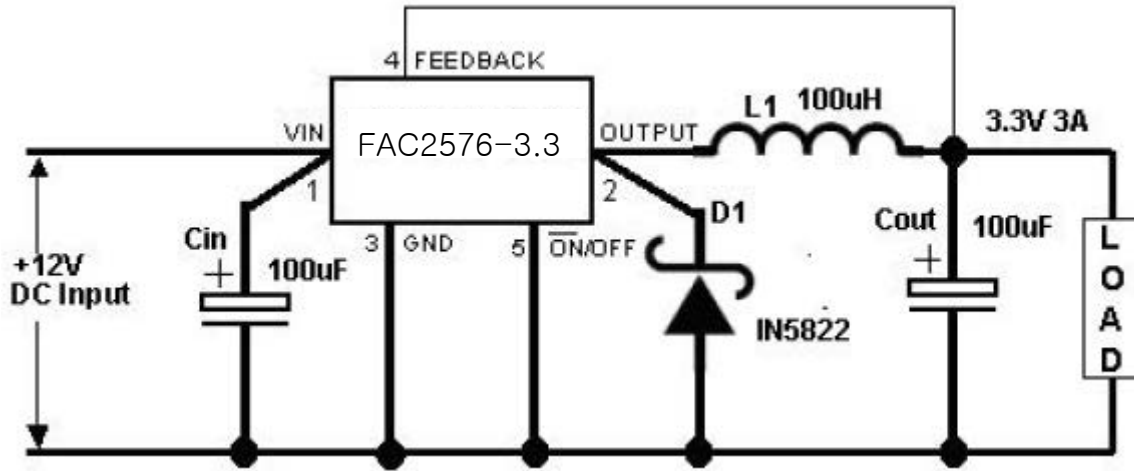 4 FEEDBACK
L1 100uH
VIN
FAC2576-3.3
OUTPUT
3.3V 3A
1
2
D1
Cin
3 GND
5 ON/OFF
Cout
100uF
+
100uF
+
+12V
DC Input
IN5822
LOAD